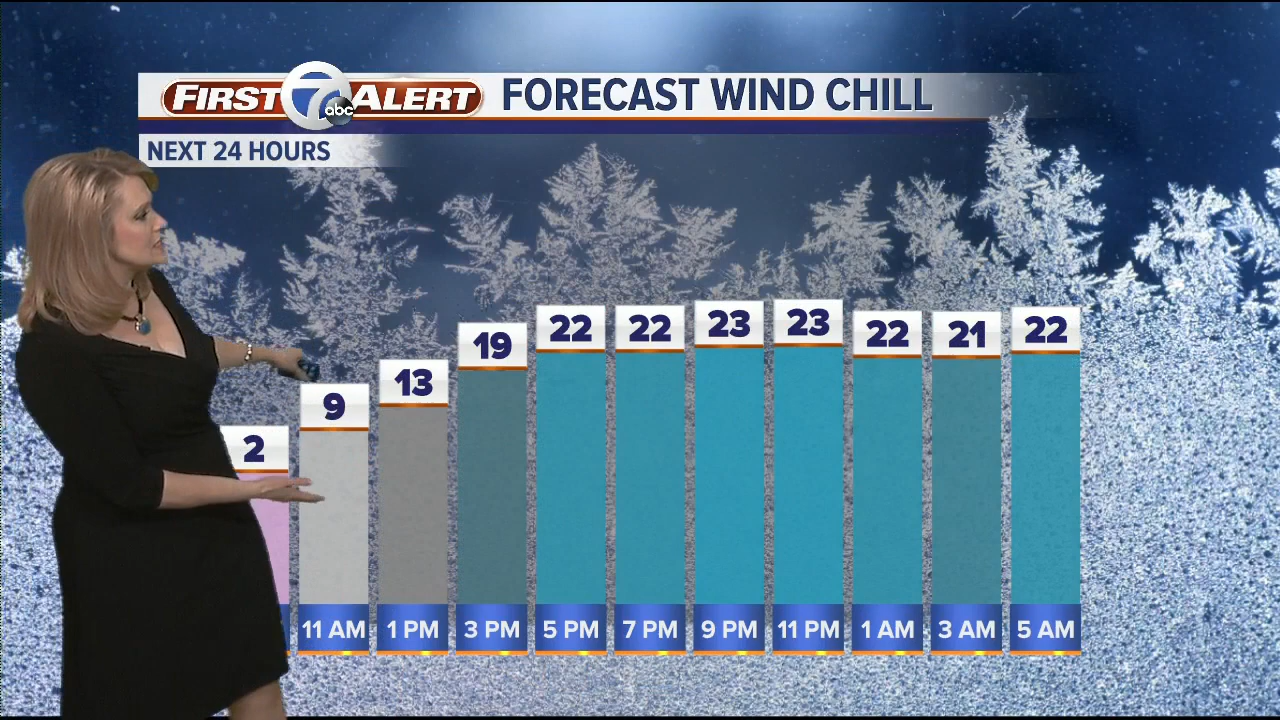 FIRST 7 abc ALERT FORECAST WIND CHILL
NEXT 24 HOURS
2 9 13 19 22 22 23 23 22 21 22
11 AM 1 PM 3 PM 5 PM 7 PM 9 PM 11 PM 1 AM 3 AM 5 AM